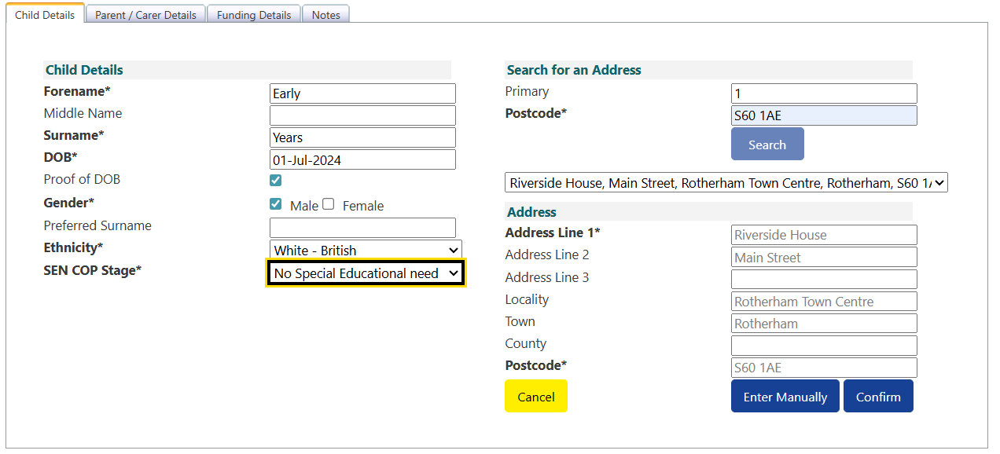 Child Details Parent / Carer Details Funding Details Notes
Child Details
Forename* Early
Middle Name
Surname* Years
DOB* 01-Jul-2024
Proof of DOB
Gender* Male Female
Preferred Surname
Ethnicity* White - British
SEN COP Stage* No Special Educational need
Search for an Address
Primary 1
Postcode* S60 1AE
Search
Riverside House, Main Street, Rotherham Town Centre, Rotherham, S60 1A
Address
Address Line 1* Riverside House
Address Line 2 Main Street
Address Line 3
Locality Rotherham Town Centre
Town Rotherham
County
Postcode* S60 1AE
Cancel Enter Manually Confirm